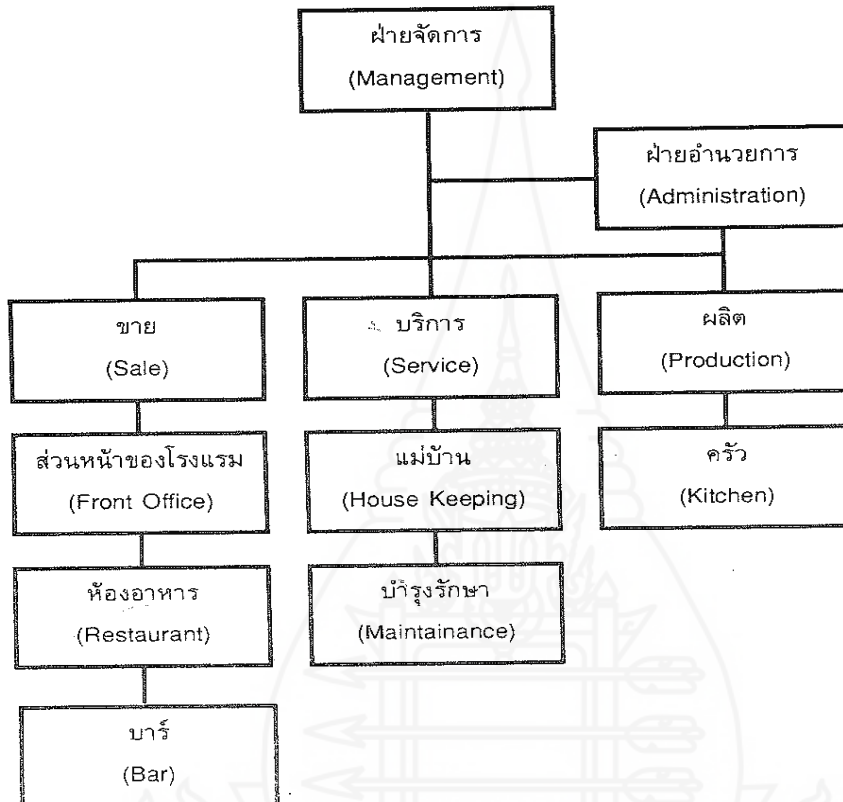 ฝ่ายจัดการ
(Management)
ฝ่ายอำนวยการ
(Administration)
ขาย
(Sale)
บริการ
(Service)
ผลิต
(Production)
ส่วนหน้าของโรงแรม
(Front Office)
แม่บ้าน
(House Keeping)
ครัว
(Kitchen)
ห้องอาหาร
(Restaurant)
บำรุงรักษา
(Maintainance)
บาร์
(Bar)